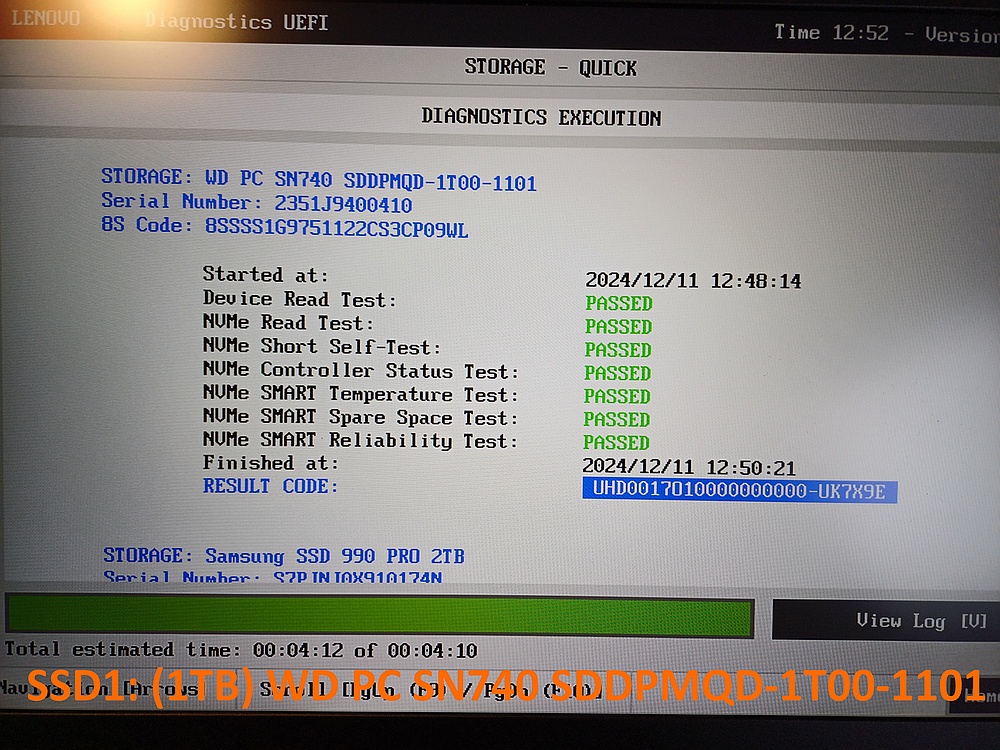 LENOVO Diagnostics UEFI
Time 12:52 - Version
STORAGE - QUICK
DIAGNOSTICS EXECUTION
STORAGE: WD PC SN740 SDDPMQD-1T00-1101
Serial Number: 2351J9400410
8S Code: 8SSSS1G9751122CS3CP09WL
Started at: 2024/12/11 12:48:14
Device Read Test: PASSED
NVMe Read Test: PASSED
NVMe Short Self-Test: PASSED
NVMe Controller Status Test: PASSED
NVMe SMART Temperature Test: PASSED
NVMe SMART Spare Space Test: PASSED
NVMe SMART Reliability Test: PASSED
Finished at: 2024/12/11 12:50:21
RESULT CODE: UHD0017010000000000-UK7X9E
STORAGE: Samsung SSD 990 PRO 2TB
Serial Number:
View Log [V]
Total estimated time: 00:04:12 of 00:04:10
Navigation [Arrows] Scroll
SSD1: (1TB) WD PC SN740 SDDPMQD-1T00-1101